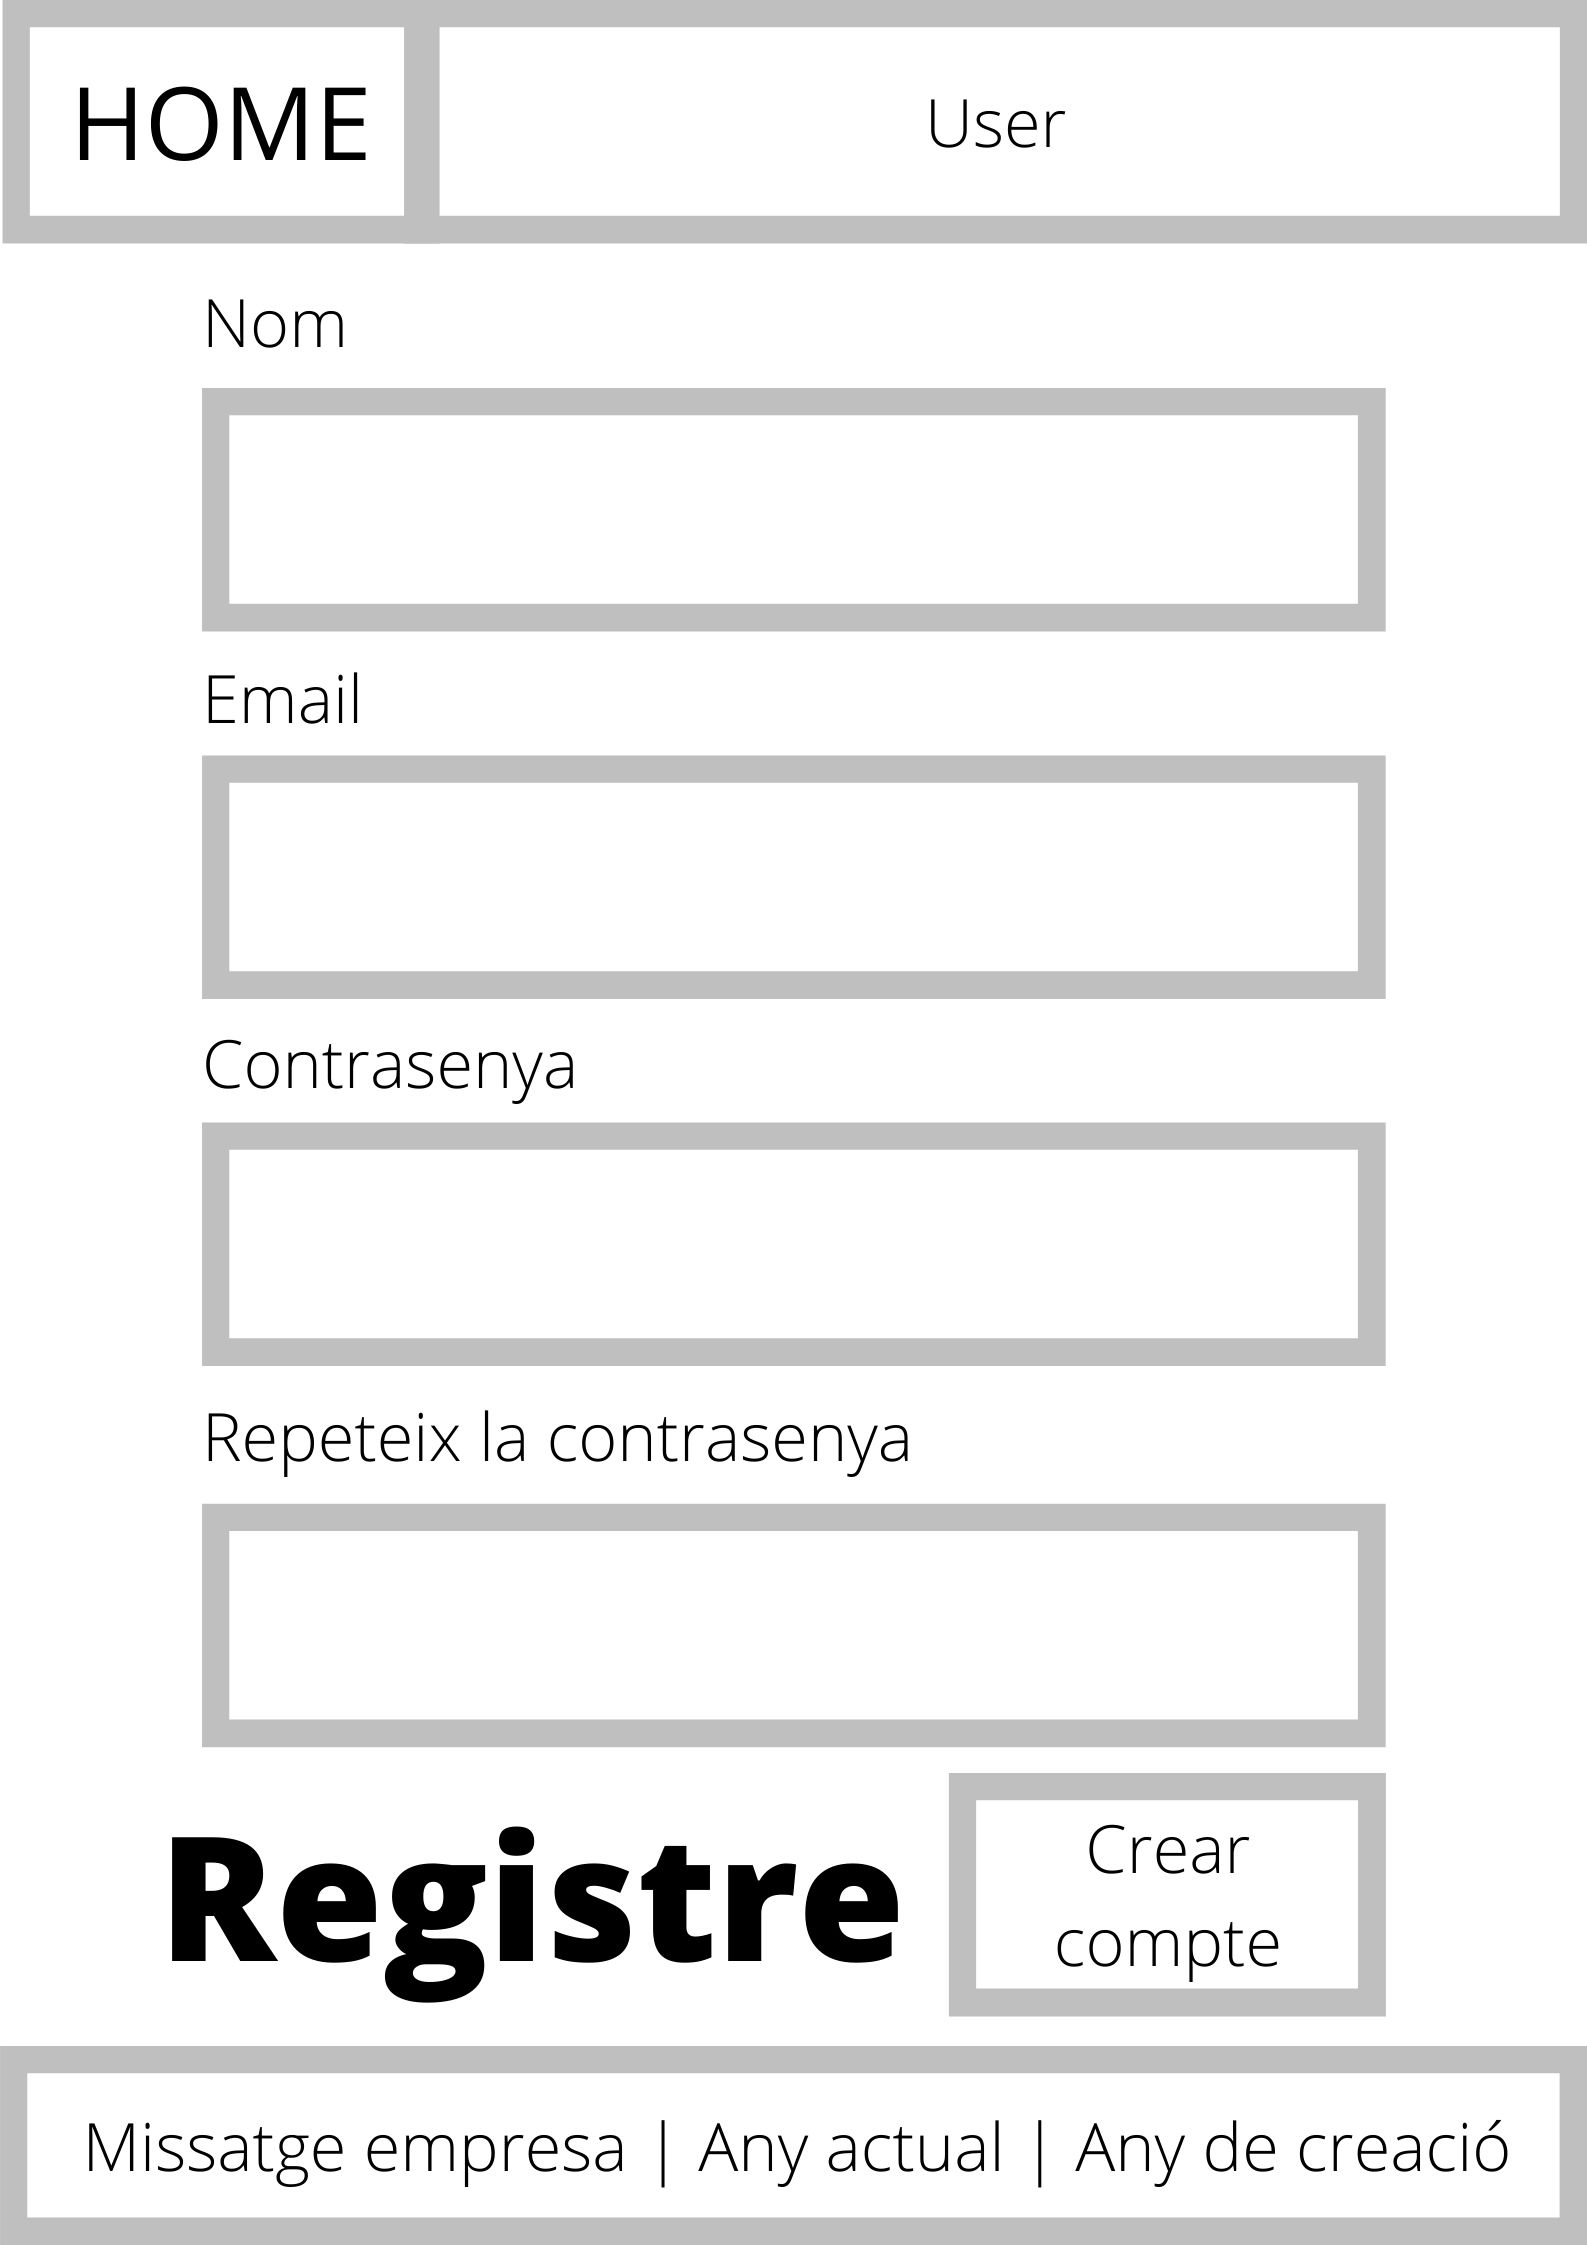 HOME
User
Nom
Email
Contrasenya
Repeteix la contrasenya
Registre
Crear
compte
Missatge empresa | Any actual | Any de creació